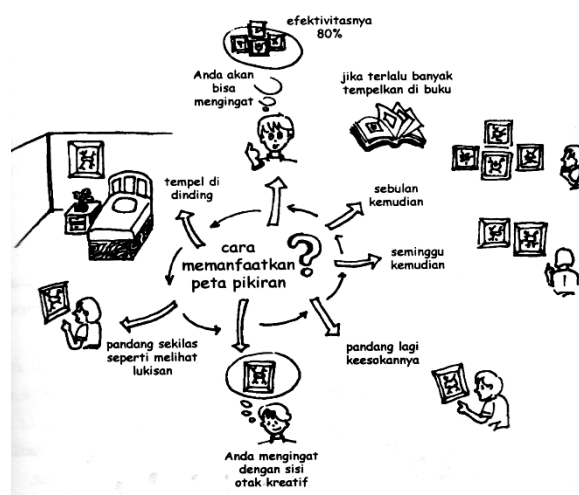 efektivitasnya
80%
Anda akan
bisa
mengingat
jika terlalu banyak
tempelkan di buku
tempel di
dinding
sebulan
kemudian
cara
memanfaatkan
peta pikiran
?
seminggu
kemudian
pandang sekilas
seperti melihat
lukisan
pandang lagi
keesokannya
Anda mengingat
dengan sisi
otak kreatif